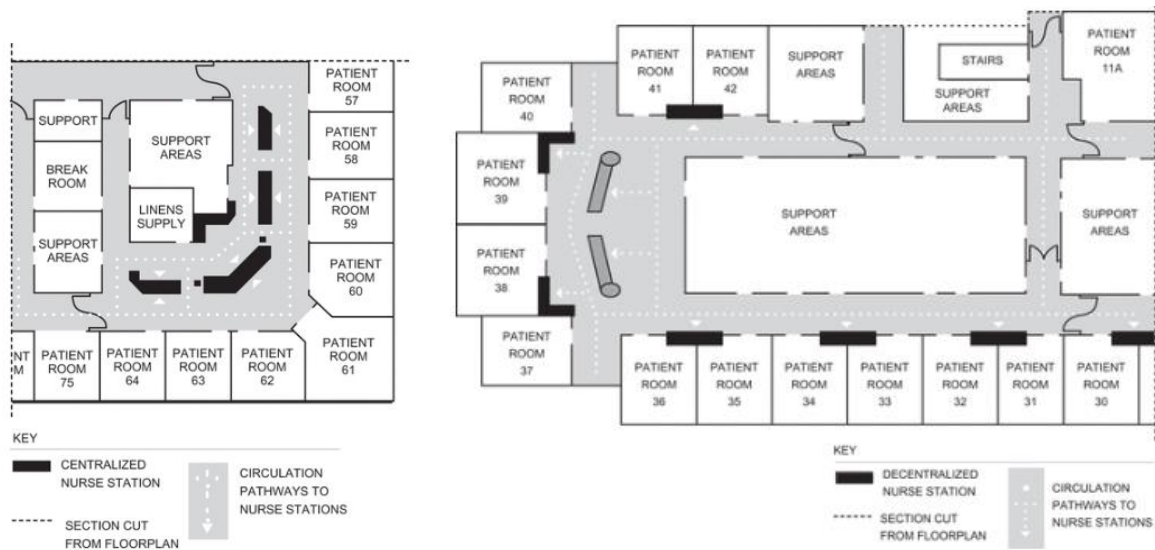 PATIENT
ROOM
57
SUPPORT
SUPPORT
AREAS
PATIENT
ROOM
58
BREAK
ROOM
LINENS
SUPPLY
PATIENT
ROOM
59
SUPPORT
AREAS
PATIENT
ROOM
60
NT
M
PATIENT
ROOM
75
PATIENT
ROOM
64
PATIENT
ROOM
63
PATIENT
ROOM
62
PATIENT
ROOM
61
KEY
CENTRALIZED
NURSE STATION
SECTION CUT
FROM FLOORPLAN
CIRCULATION
PATHWAYS TO
NURSE STATIONS
PATIENT
ROOM
40
PATIENT
ROOM
41
PATIENT
ROOM
42
SUPPORT
AREAS
STAIRS
SUPPORT
AREAS
PATIENT
ROOM
11A
PATIENT
ROOM
39
SUPPORT
AREAS
SUPPORT
AREAS
PATIENT
ROOM
38
PATIENT
ROOM
37
PATIENT
ROOM
36
PATIENT
ROOM
35
PATIENT
ROOM
34
PATIENT
ROOM
33
PATIENT
ROOM
32
PATIENT
ROOM
31
PATIENT
ROOM
30
KEY
DECENTRALIZED
NURSE STATION
SECTION CUT
FROM FLOORPLAN
CIRCULATION
PATHWAYS TO
NURSE STATIONS